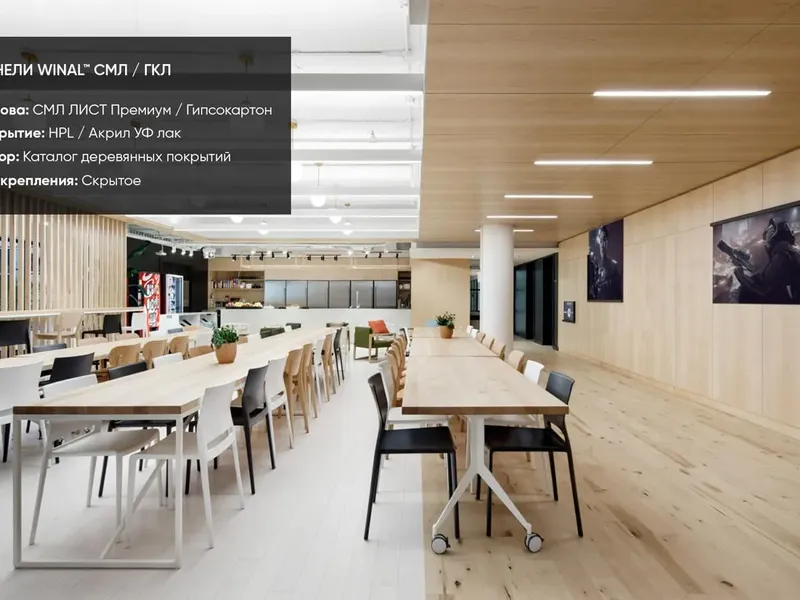 НЕЛИ WINAL™ СМЛ / ГКЛ
ова: СМЛ ЛИСТ Премиум / Гипсокартон
рытие: HPL / Акрил УФ лак
ор: Каталог деревянных покрытий
крепления: Скрытое